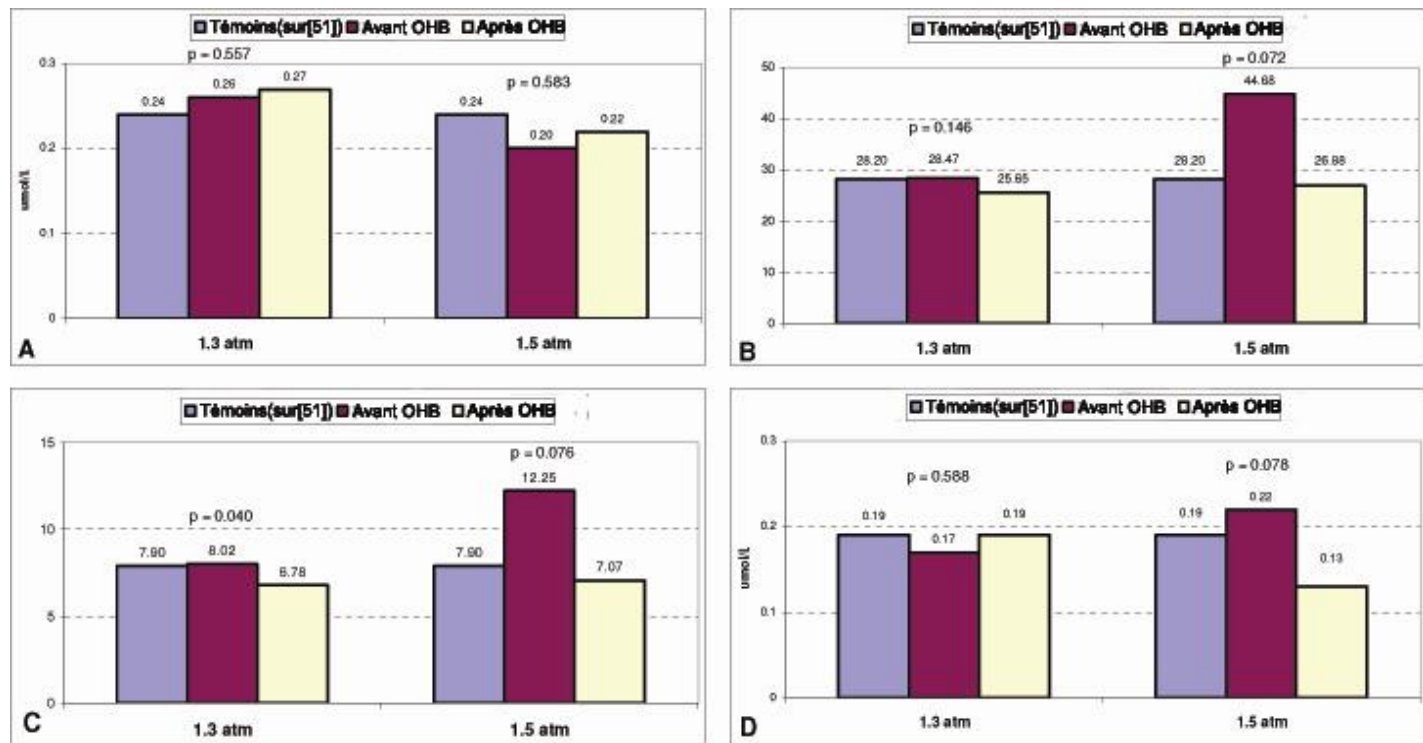 Témoins(sur[51]) Avant OHB Après OHB
p = 0.557
p = 0.583
0.3
0.2
0.1
0
umol/L
0.24
0.26
0.27
0.24
0.20
0.22
1.3 atm
1.5 atm
A
Témoins(sur[51]) Avant OHB Après OHB
p = 0.072
p = 0.146
50
40
30
20
10
0
28.20
28.47
25.65
28.20
44.68
26.88
1.3 atm
1.5 atm
B
Témoins(sur[51]) Avant OHB Après OHB
p = 0.076
p = 0.040
15
10
5
0
7.90
8.02
6.78
7.90
12.25
7.07
1.3 atm
1.5 atm
C
Témoins(sur[51]) Avant OHB Après OHB
p = 0.588
p = 0.078
0.3
0.2
0.1
0
umol/L
0.19
0.17
0.19
0.19
0.22
0.13
1.3 atm
1.5 atm
D